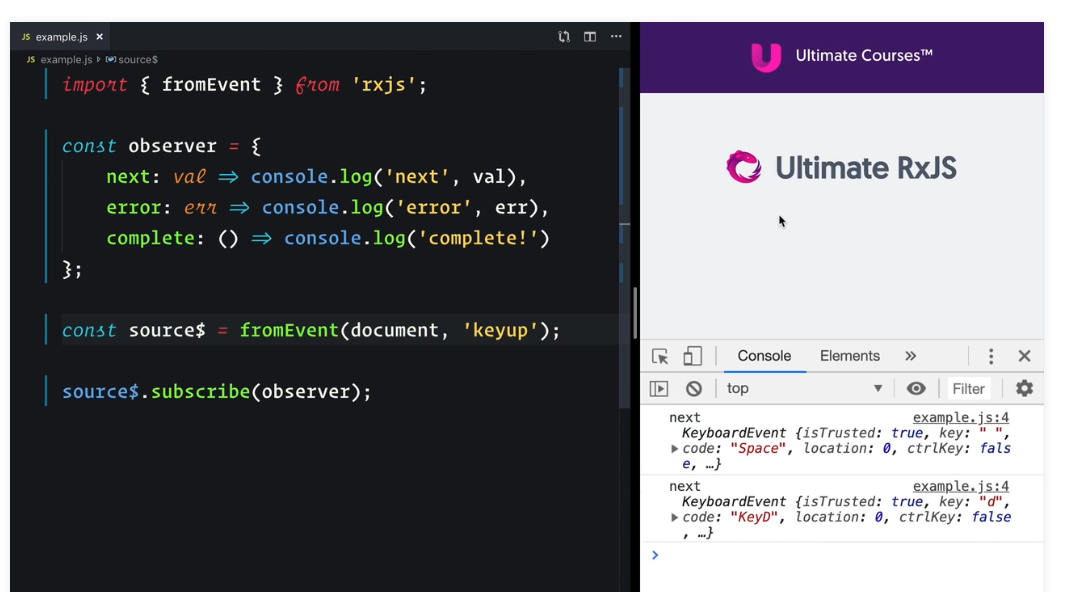 JS example.js ×
JS example.js source$
import { fromEvent } from 'rxjs';
const observer = {
next: val => console.log('next', val),
error: err => console.log('error', err),
complete: () => console.log('complete!')
};
const source$ = fromEvent(document, 'keyup');
source$.subscribe(observer);
Ultimate Courses™
Ultimate RxJS
Console Elements »
top Filter
next example.js:4
KeyboardEvent {isTrusted: true, key: " ",
code: "Space", location: 0, ctrlKey: fals
e, …}
next example.js:4
KeyboardEvent {isTrusted: true, key: "d",
code: "KeyD", location: 0, ctrlKey: false
, …}